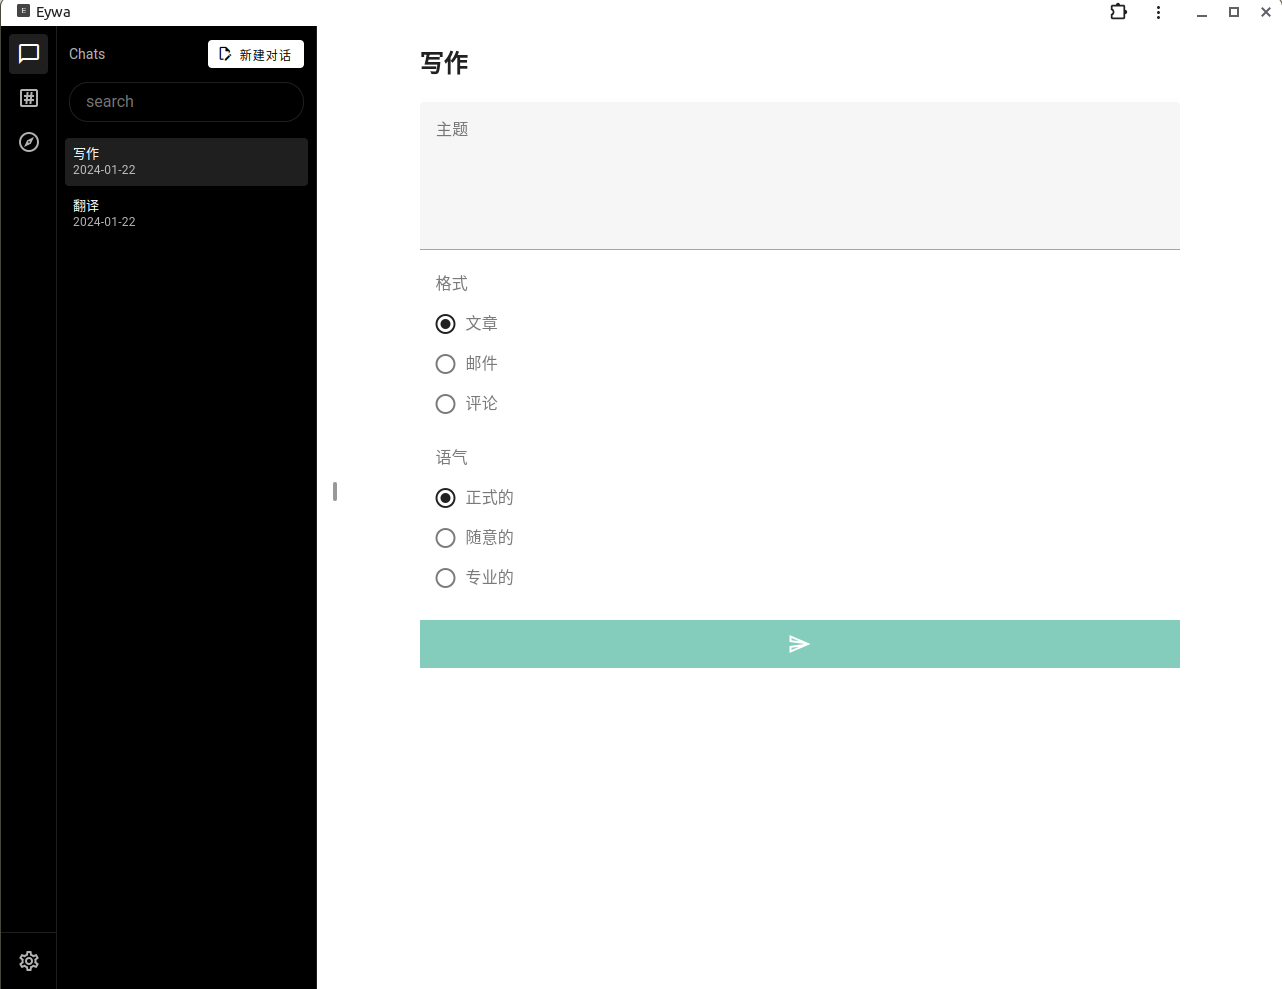 E Eywa
Chats
新建对话
search
写作
2024-01-22
翻译
2024-01-22
写作
主题
格式
文章
邮件
评论
语气
正式的
随意的
专业的